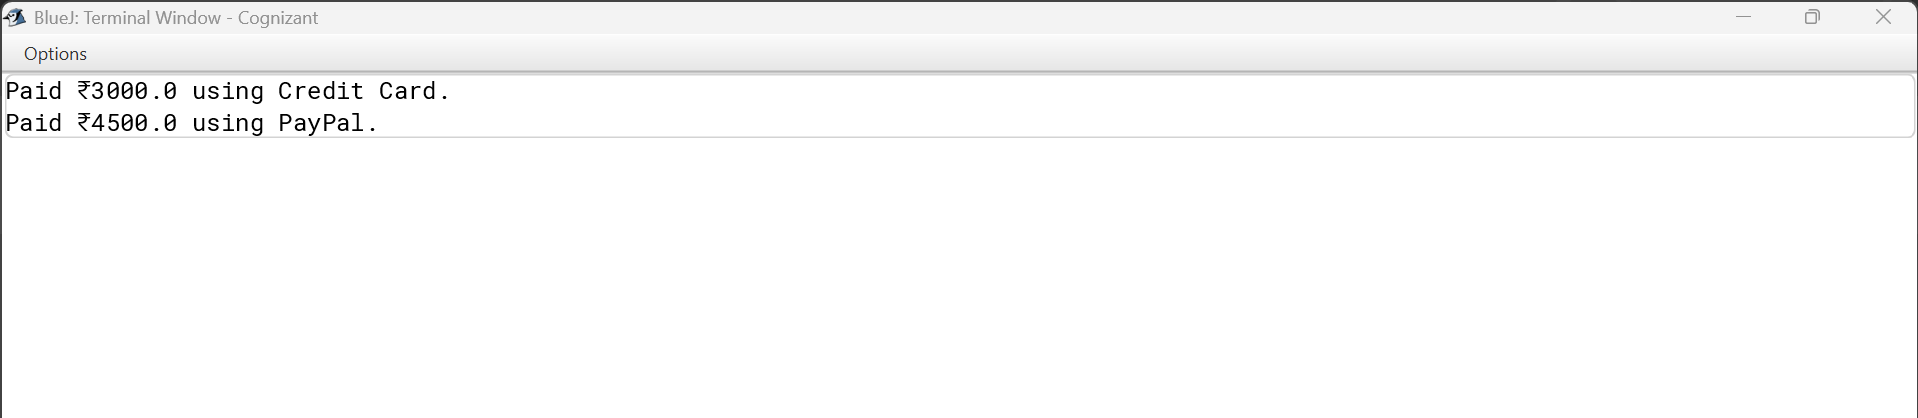 BlueJ: Terminal Window - Cognizant
Options
Paid ₹3000.0 using Credit Card.
Paid ₹4500.0 using PayPal.